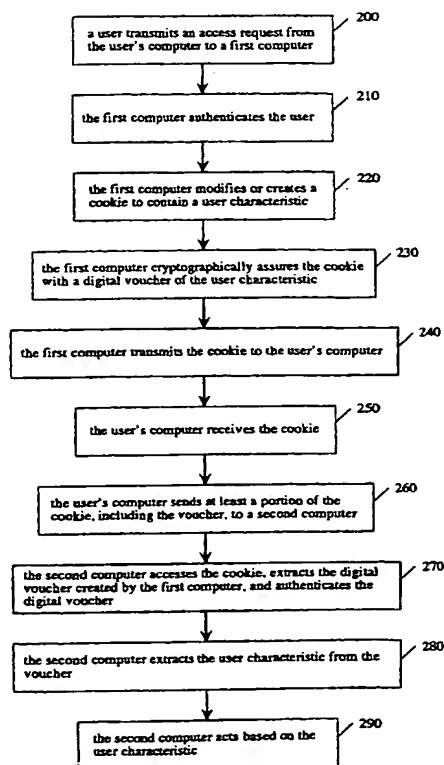 200
a user transmits an access request from
the user's computer to a first computer
210
the first computer authenticates the user
220
the first computer modifies or creates a
cookie to contain a user characteristic
230
the first computer cryptographically assures the cookie
with a digital voucher of the user characteristic
240
the first computer transmits the cookie to the user's computer
250
the user's computer receives the cookie
260
the user's computer sends at least a portion of the
cookie, including the voucher, to a second computer
270
the second computer accesses the cookie, extracts the digital
voucher created by the first computer, and authenticates the
digital voucher
280
the second computer extracts the user characteristic from the
voucher
290
the second computer acts based on the
user characteristic